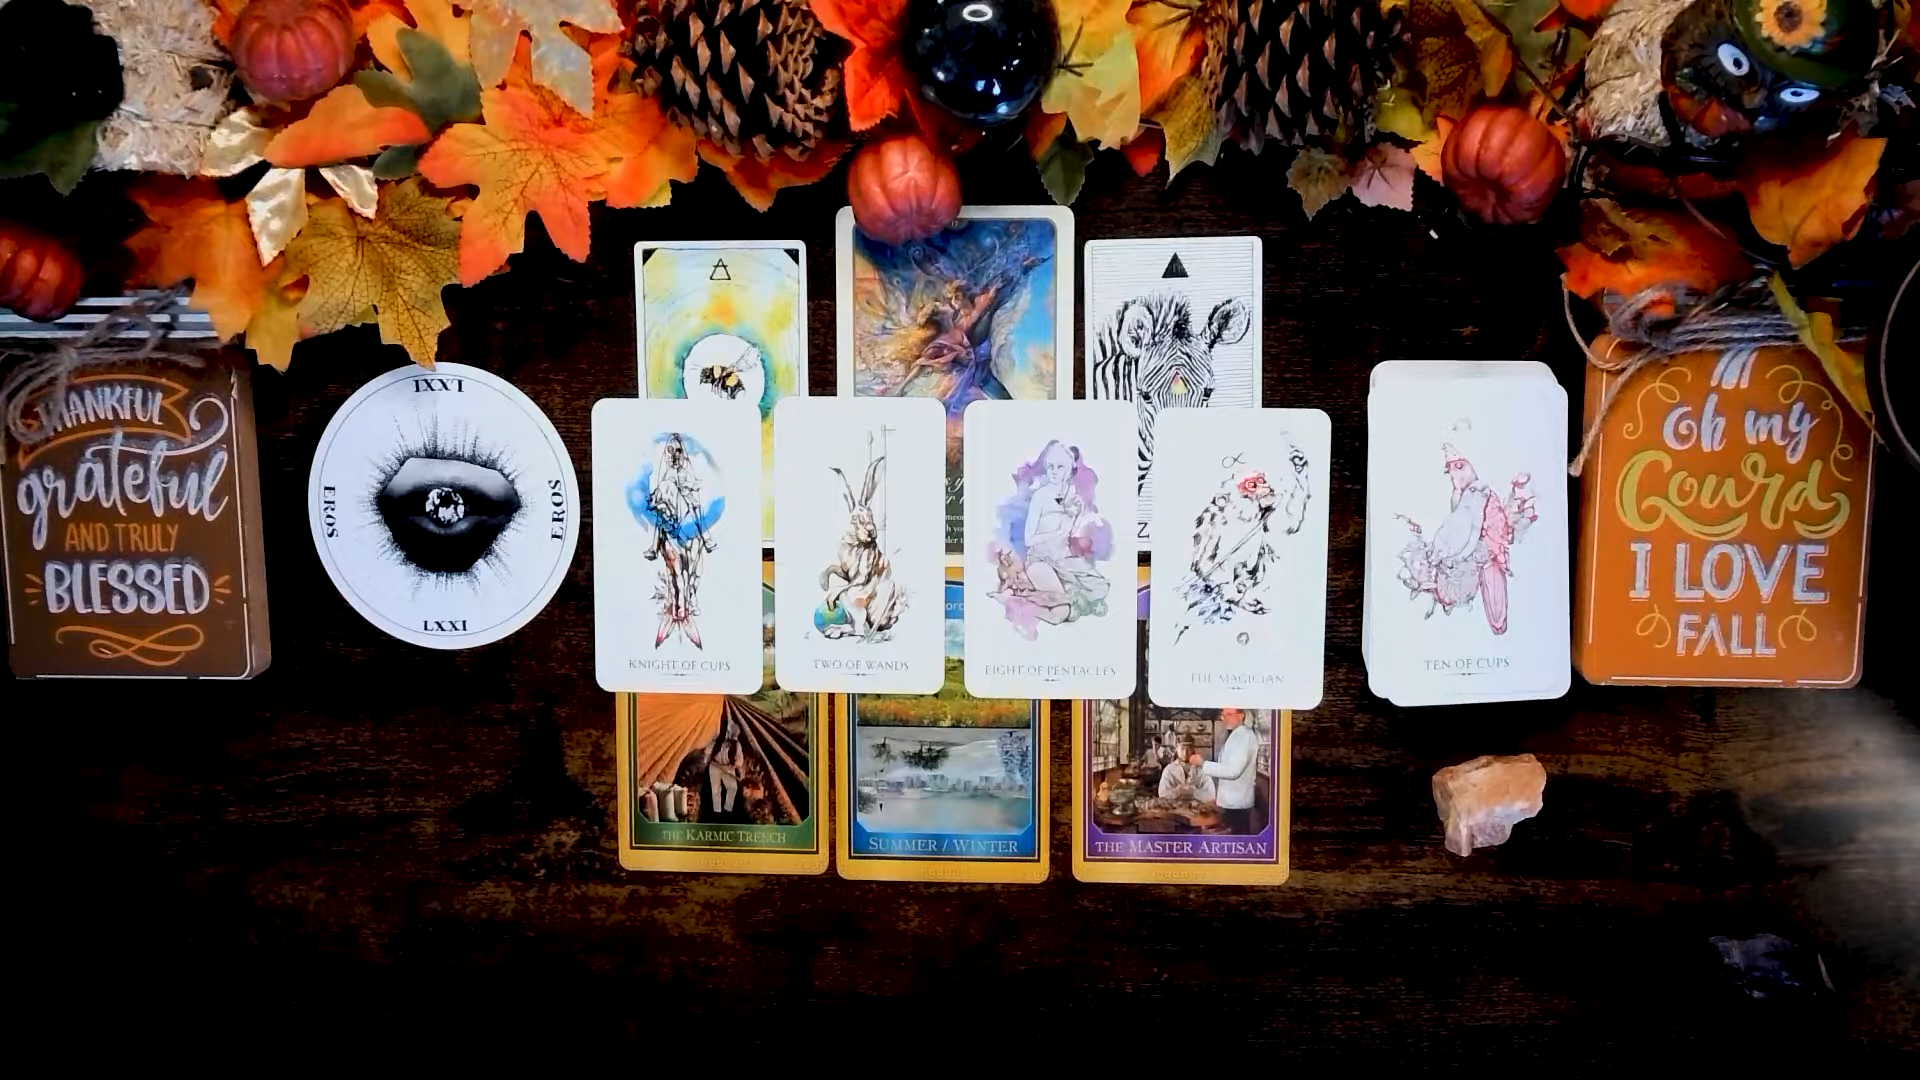 THANKFUL
grateful
AND TRULY
BLESSED
LXXI
EROS
EROS
LXXI
KNIGHT OF CUPS
TWO OF WANDS
EIGHT OF PENTACLES
THE MAGICIAN
TEN OF CUPS
oh my
Gourd
I LOVE
FALL
THE KARMIC TRENCH
SUMMER / WINTER
THE MASTER ARTISAN